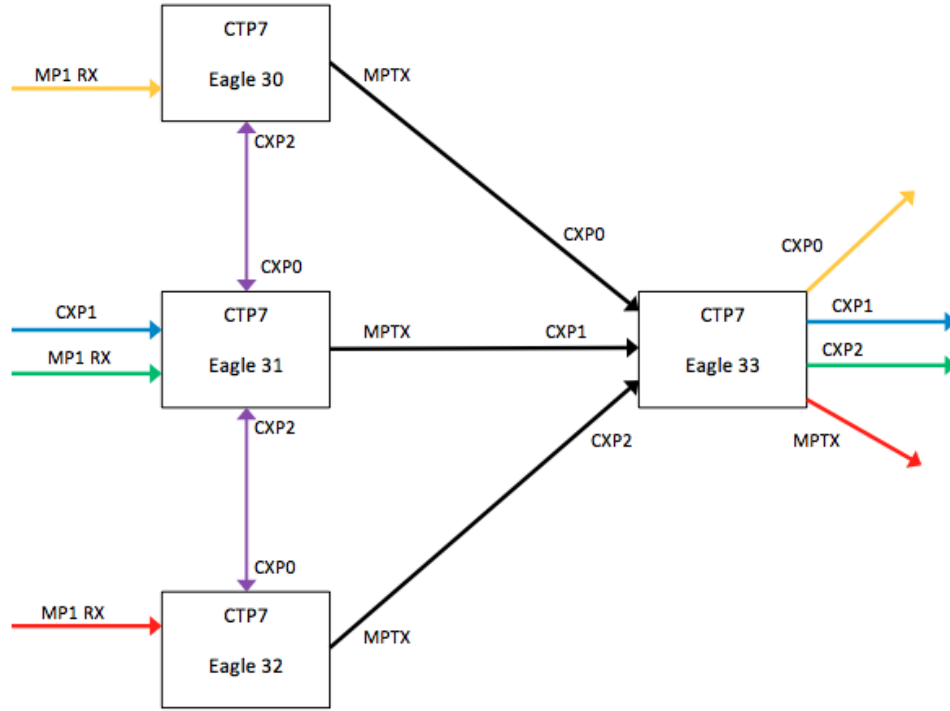 CTP7
Eagle 30
MP1 RX
MPTX
CXP2
CXP0
CXP0
CXP0
CXP1
CTP7
MPTX
CXP1
CTP7
CXP1
MP1 RX
Eagle 31
Eagle 33
CXP2
CXP2
CXP2
MPTX
CXP0
MP1 RX
CTP7
MPTX
Eagle 32